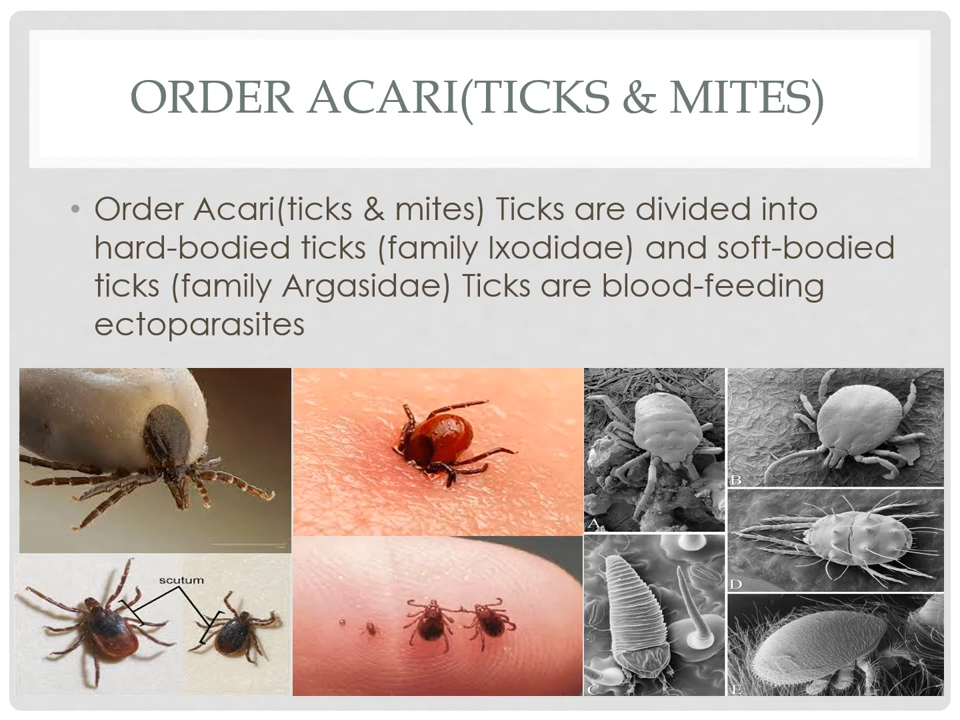 ORDER ACARI(TICKS & MITES)
• Order Acari(ticks & mites) Ticks are divided into
hard-bodied ticks (family Ixodidae) and soft-bodied
ticks (family Argasidae) Ticks are blood-feeding
ectoparasites
scutum
A
B
D
C
E